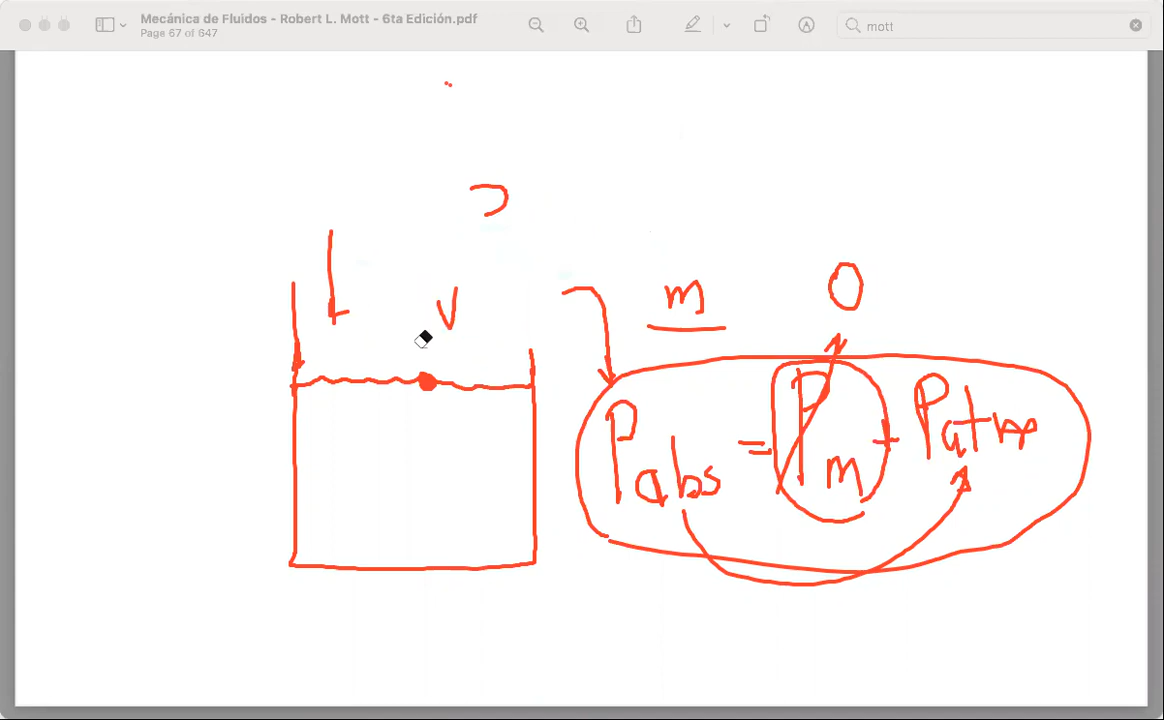 Mecánica de Fluidos - Robert L. Mott - 6ta Edición.pdf
Page 67 of 647
mott
m
0
Pabs = Pm + Patm